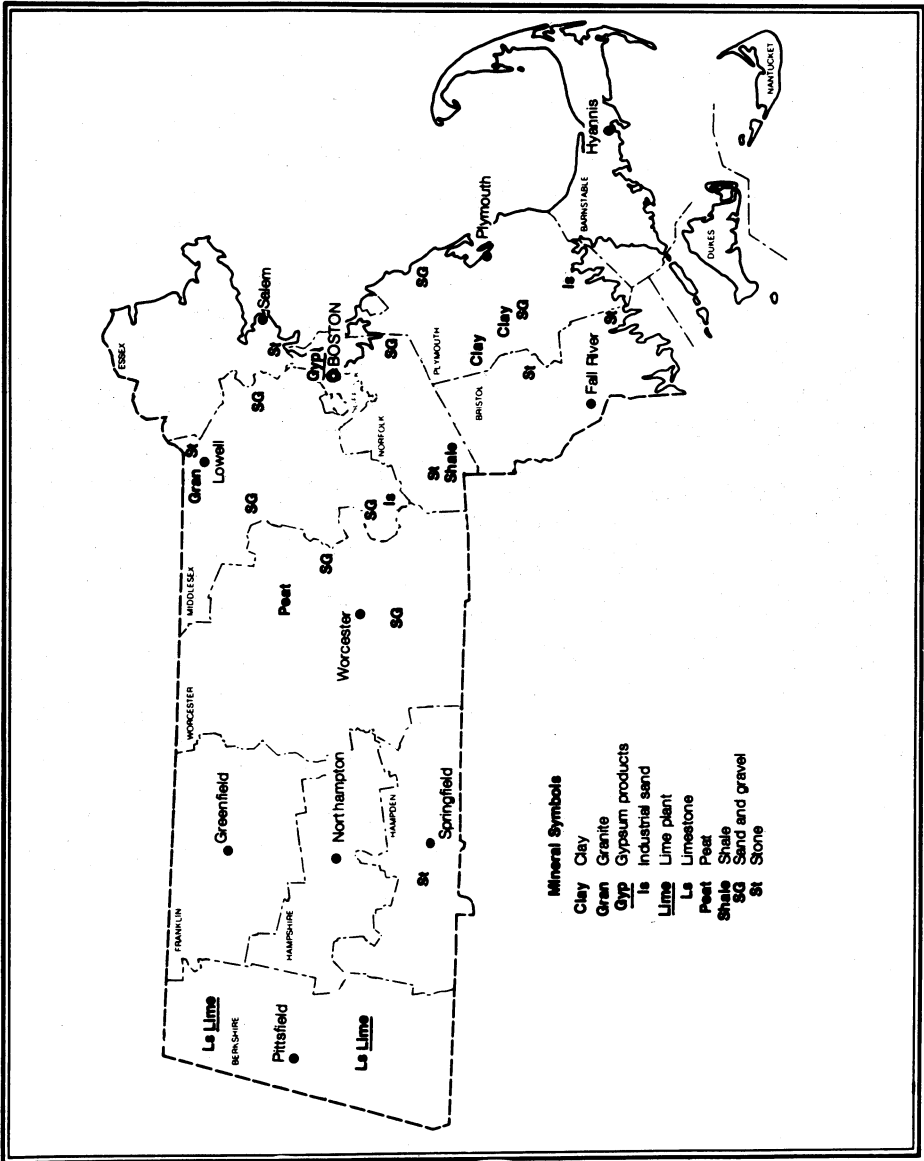 ESSEX
Salem
St
Gyp
BOSTON
SG
Gran St
Lowell
SG
MIDDLESEX
NORFOLK
SG
Is
SG
SG
SG
Plymouth
PLYMOUTH
Clay
Clay
SG
St
BRISTOL
St
Shale
Fall River
St
Is
BARNSTABLE
Hyannis
DUKES
NANTUCKET
WORCESTER
Peat
Worcester
SG
FRANKLIN
Greenfield
HAMPSHIRE
Northampton
HAMPDEN
Springfield
St
Ls Lime
BERKSHIRE
Pittsfield
Ls Lime
Mineral Symbols
Clay Clay
Gran Granite
Gyp Gypsum products
Is Industrial sand
Lime Lime plant
Ls Limestone
Peat Peat
Shale Shale
SG Sand and gravel
St Stone